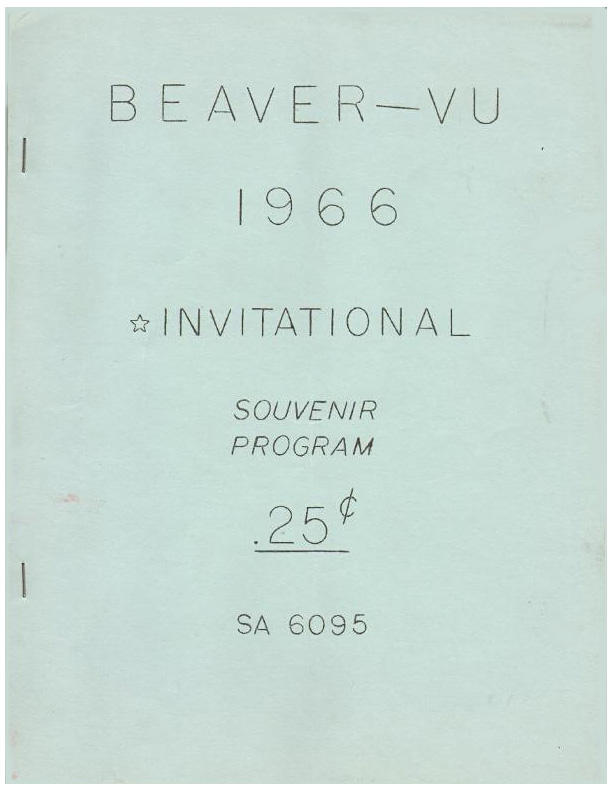 BEAVER—VU
1966
☆INVITATIONAL
SOUVENIR
PROGRAM
.25¢
SA 6095